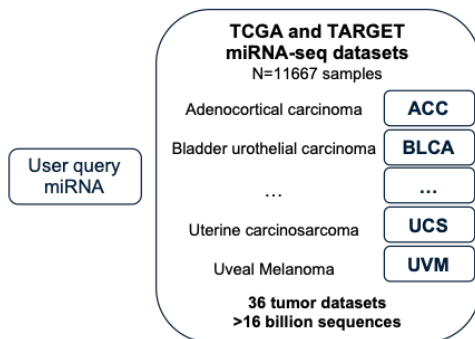 TCGA and TARGET
miRNA-seq datasets
N=11667 samples
Adenocortical carcinoma ACC
User query
miRNA
Bladder urothelial carcinoma BLCA
... ...
Uterine carcinosarcoma UCS
Uveal Melanoma UVM
36 tumor datasets
>16 billion sequences